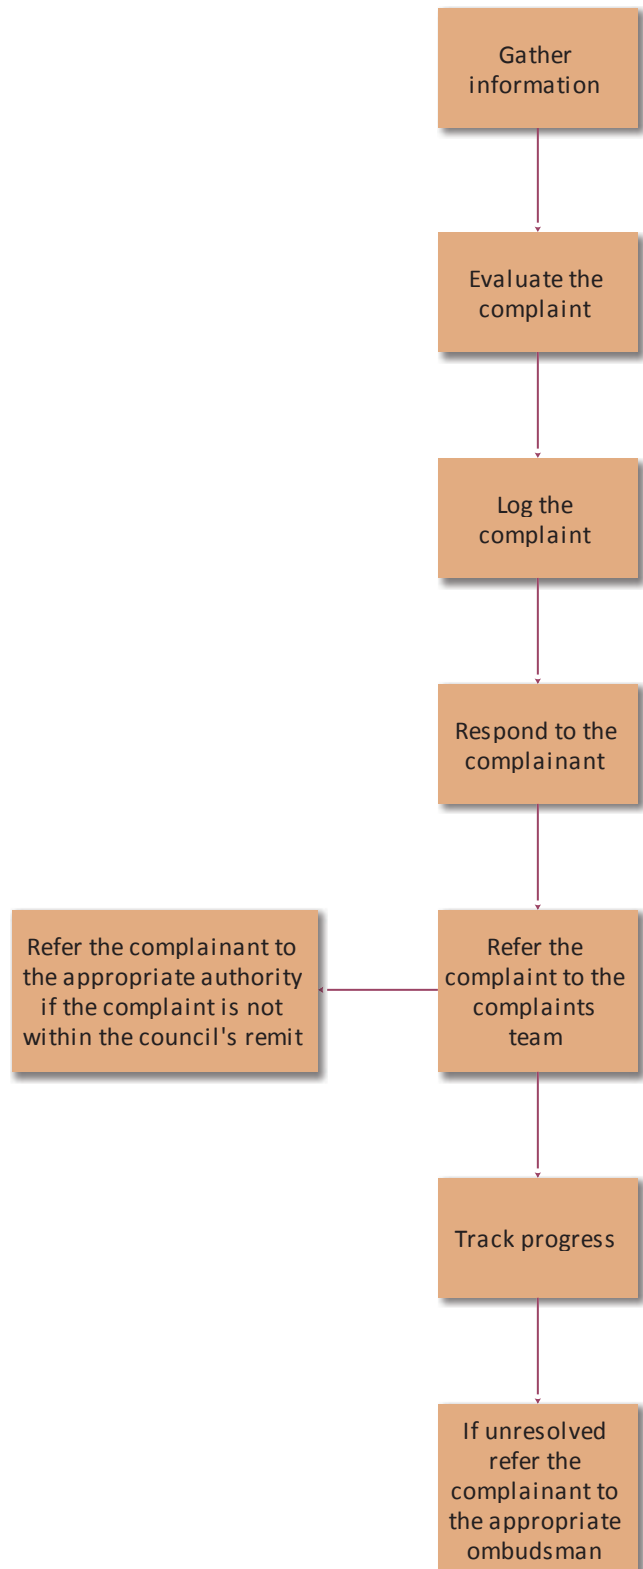 Gather
information
Evaluate the
complaint
Log the
complaint
Respond to the
complainant
Refer the complainant to
the appropriate authority
if the complaint is not
within the council's remit
Refer the
complaint to the
complaints
team
Track progress
If unresolved
refer the
complainant to
the appropriate
ombudsman